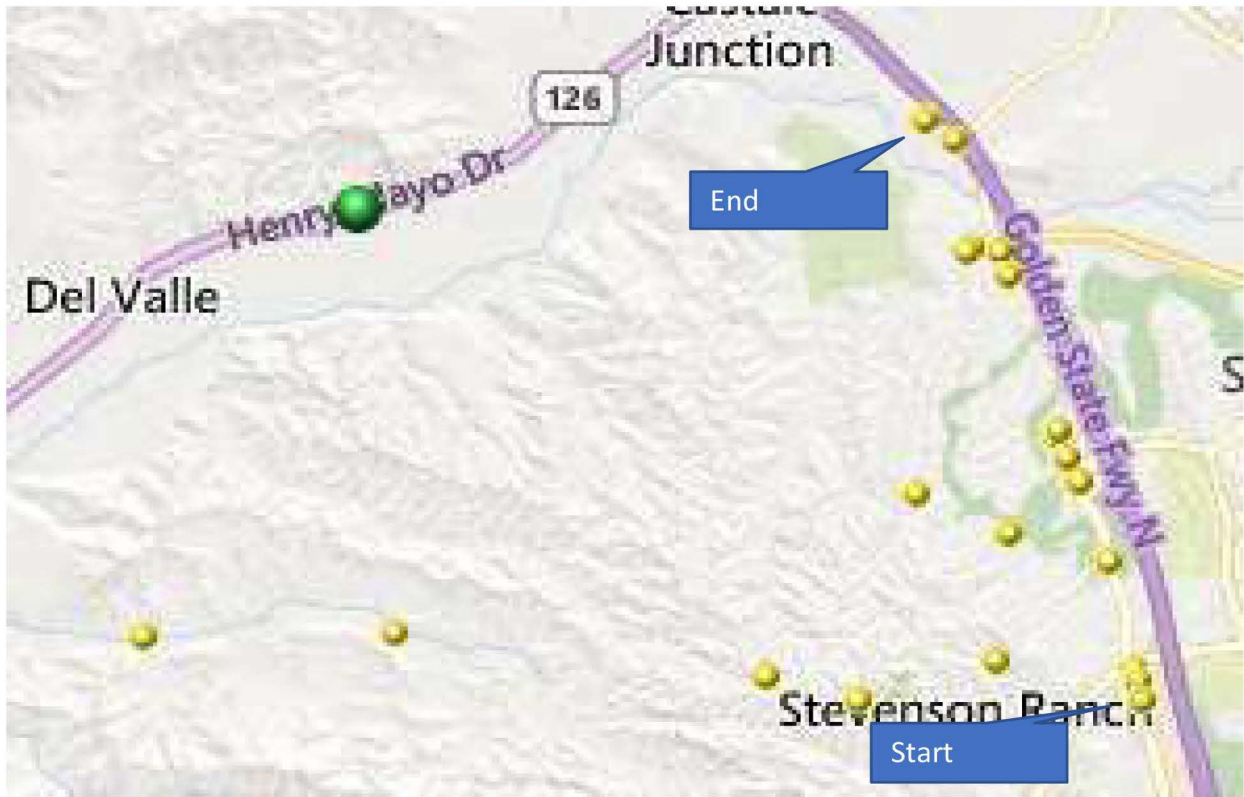 Junction
126
End
Henry Mayo Dr
Golden State Fwy N
Del Valle
S
Stevenson Ranch
Start